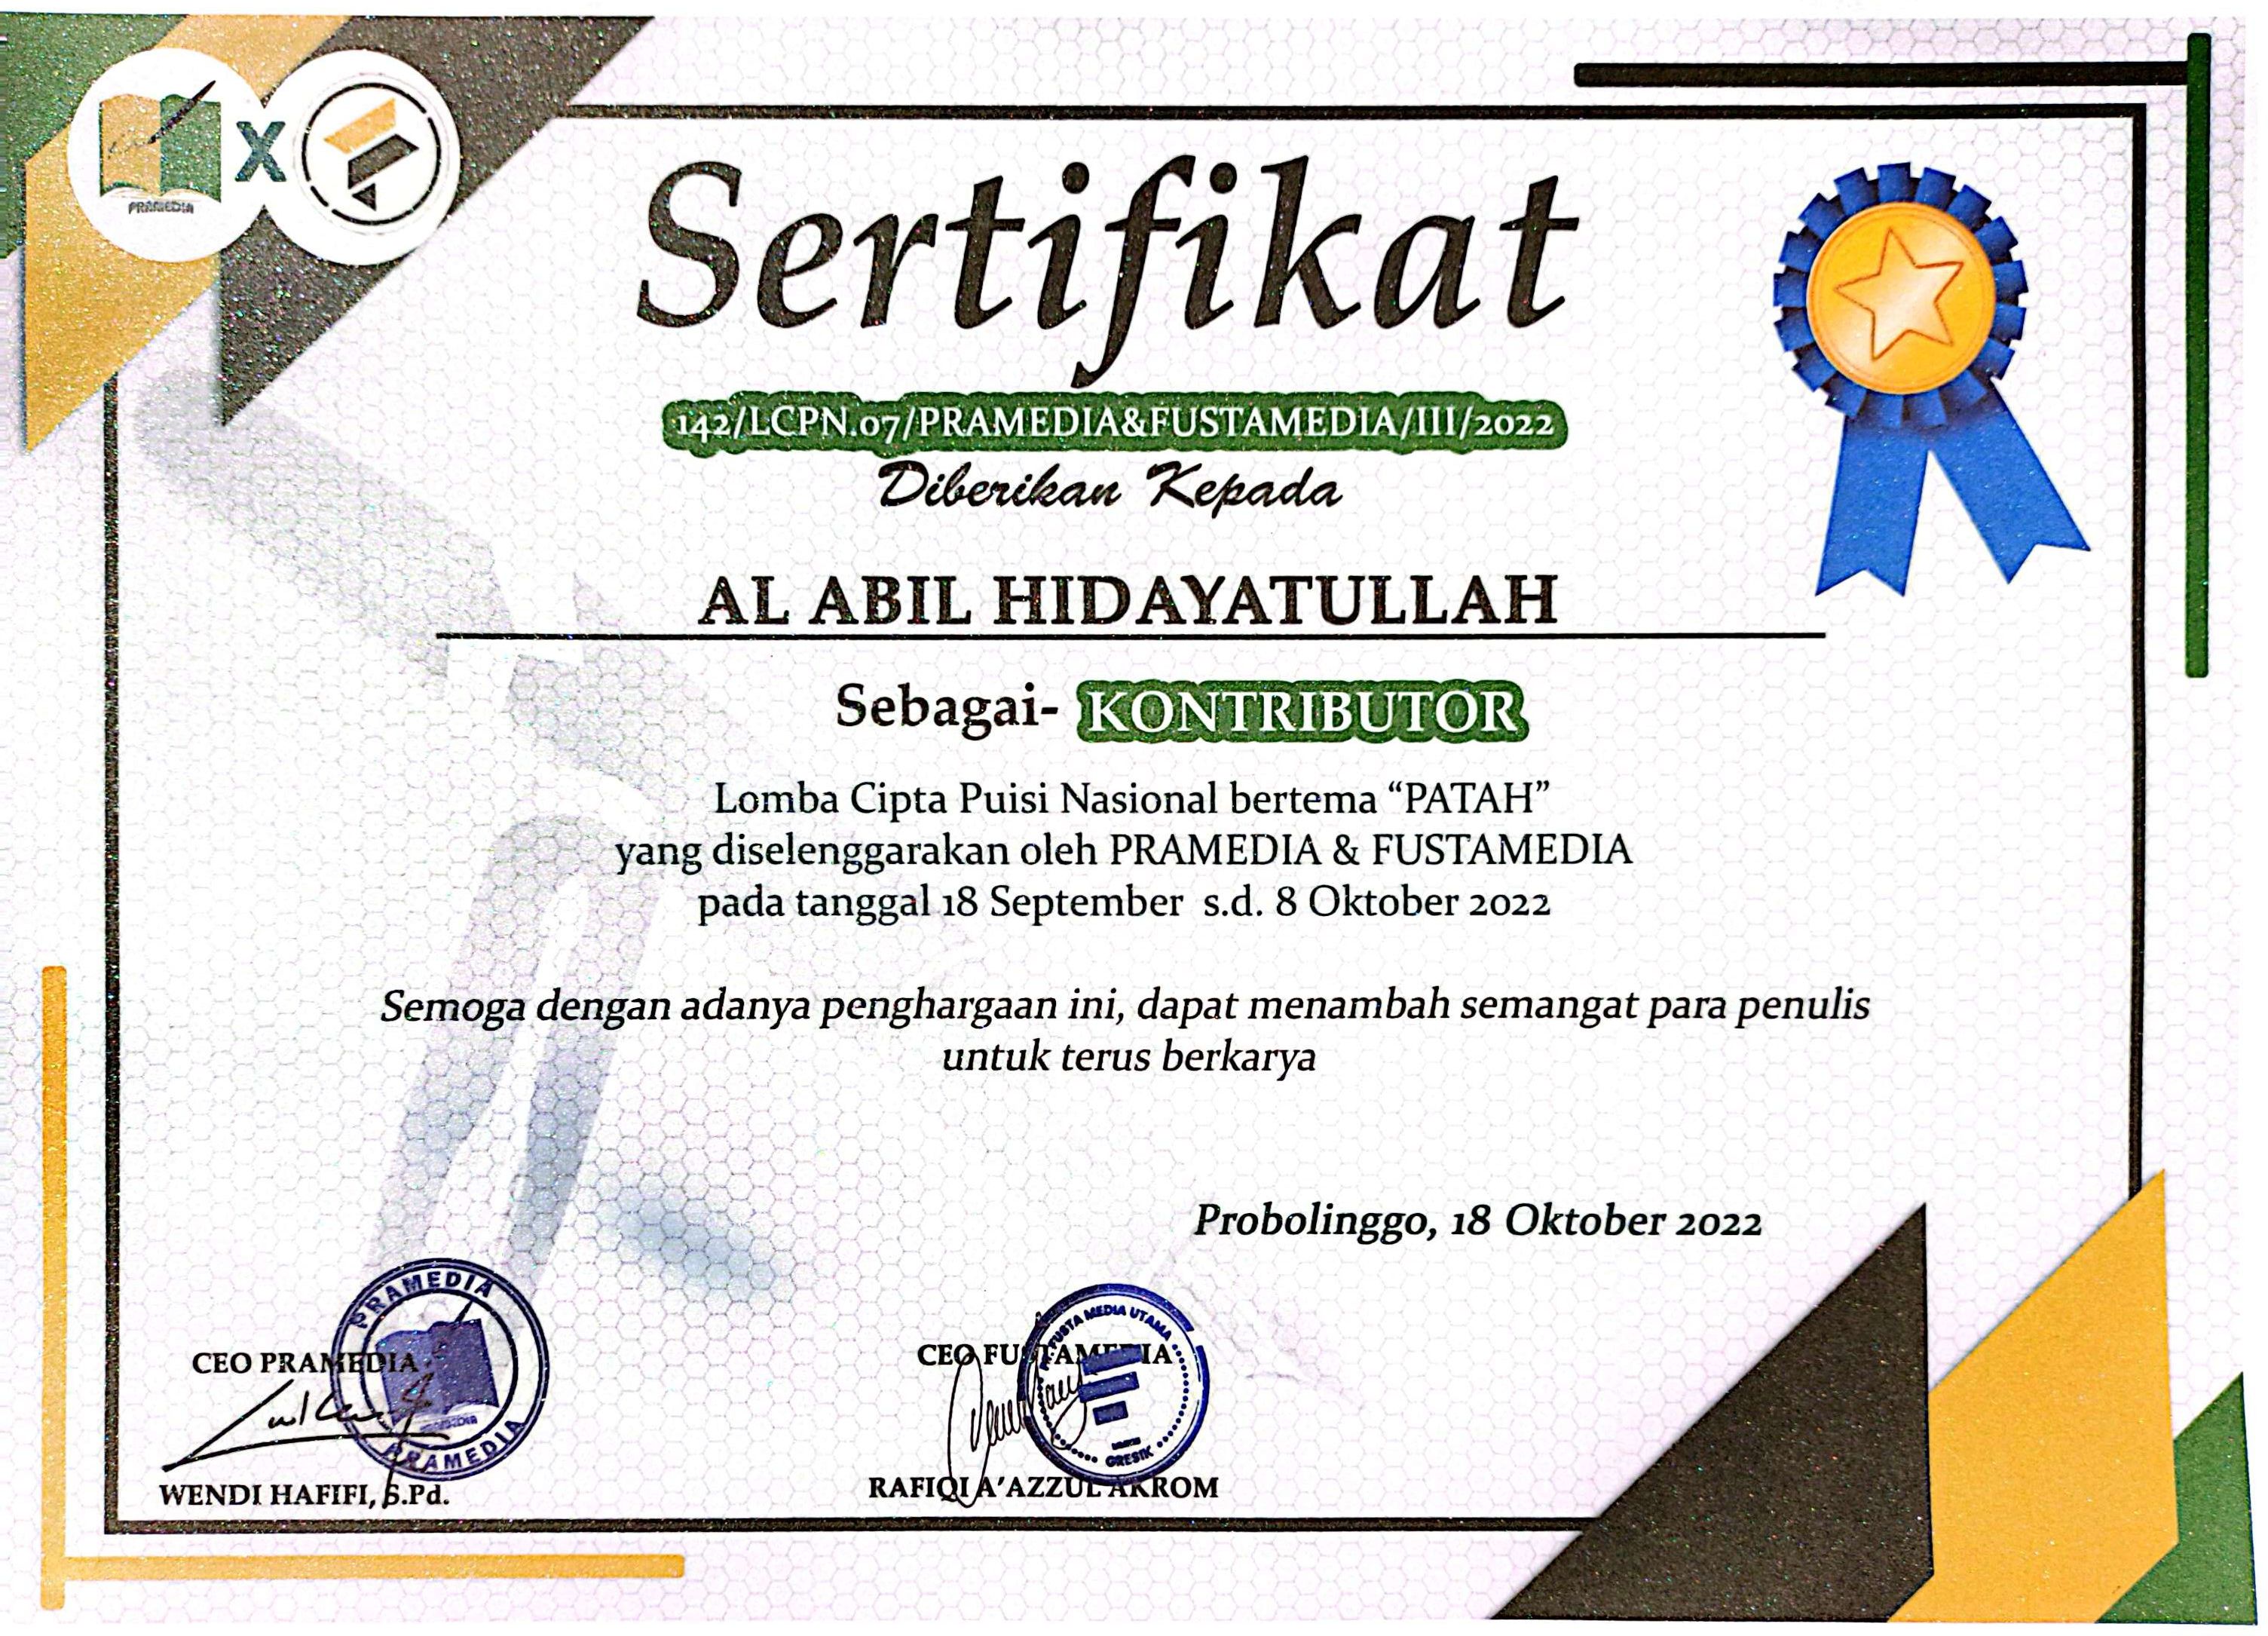 PRAMEDIA
X
Sertifikat
142/LCPN.07/PRAMEDIA&FUSTAMEDIA/III/2022
Diberikan Kepada
AL ABIL HIDAYATULLAH
Sebagai- KONTRIBUTOR
Lomba Cipta Puisi Nasional bertema “PATAH”
yang diselenggarakan oleh PRAMEDIA & FUSTAMEDIA
pada tanggal 18 September s.d. 8 Oktober 2022
Semoga dengan adanya penghargaan ini, dapat menambah semangat para penulis
untuk terus berkarya
Probolinggo, 18 Oktober 2022
CEO PRAMEDIA
PRAMEDIA
PRAMEDIA
WENDI HAFIFI, S.Pd.
CEO FUSTAMEDIA
FUSTA MEDIA UTAMA
GRESIK
RAFIQI A’AZZUL AKROM